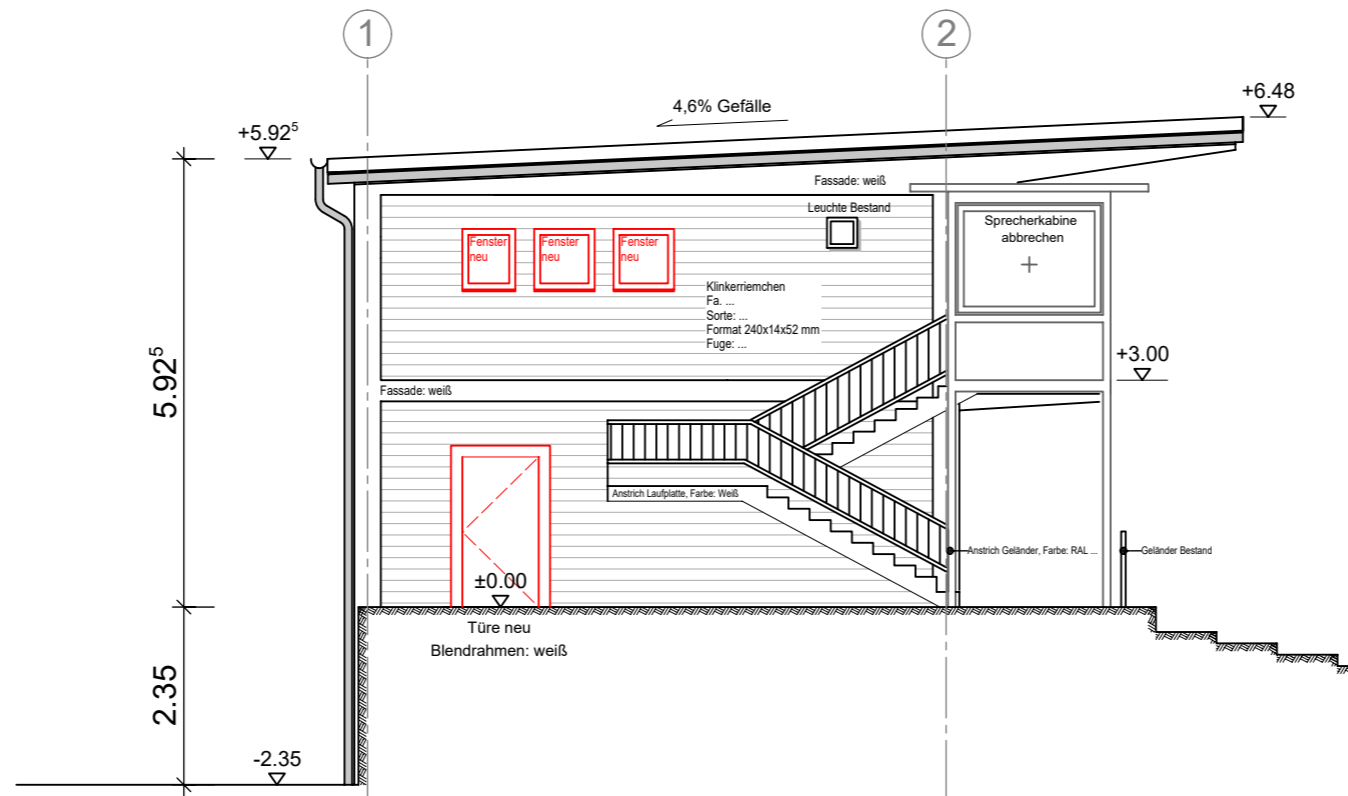 1
2
4,6% Gefälle
+6.48
+5.92⁵
Fassade: weiß
Leuchte Bestand
Sprecherkabine
abbrechen
Fenster
neu
Fenster
neu
Fenster
neu
Klinkerriemchen
Fa. ...
Sorte: ...
Format 240x14x52 mm
Fuge: ...
+3.00
5.92⁵
Fassade: weiß
Anstrich Laufplatte, Farbe: Weiß
Anstrich Geländer, Farbe: RAL ...
Geländer Bestand
±0.00
Türe neu
Blendrahmen: weiß
2.35
-2.35